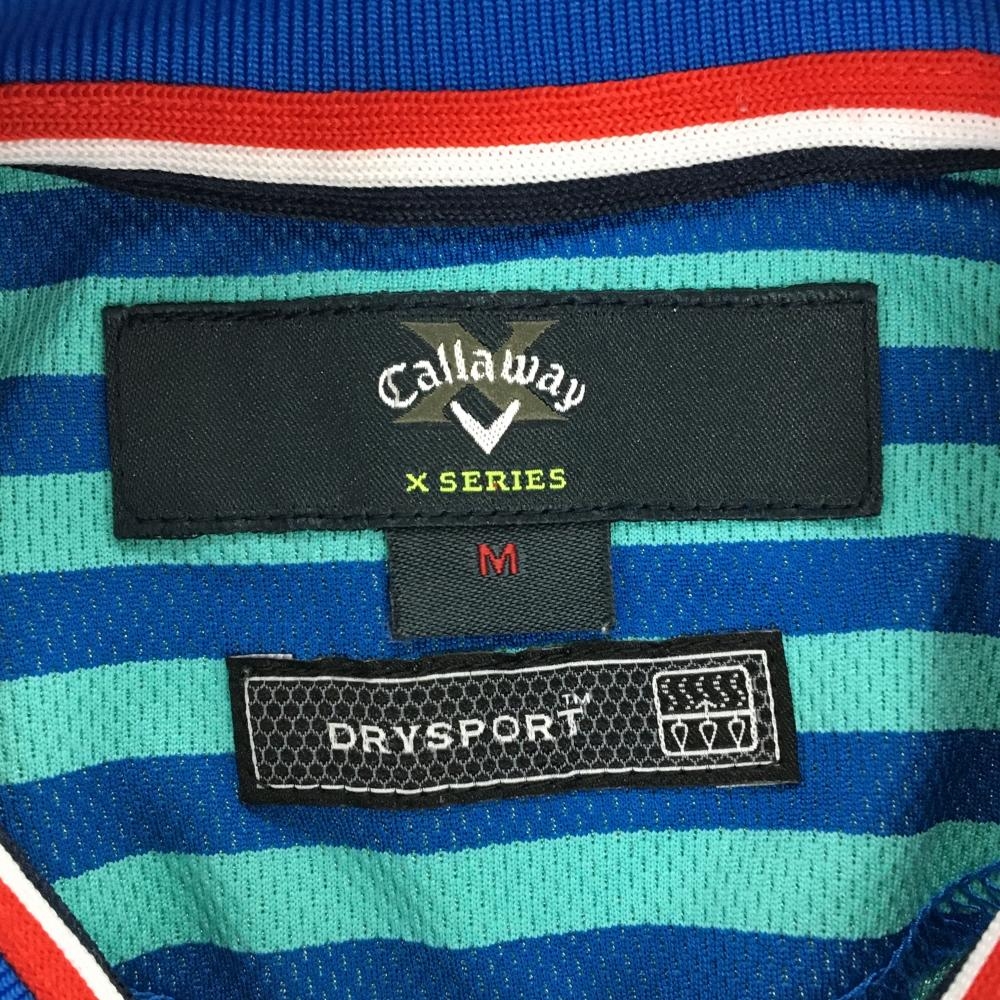 Callaway
X SERIES
M
DRYSPORT™